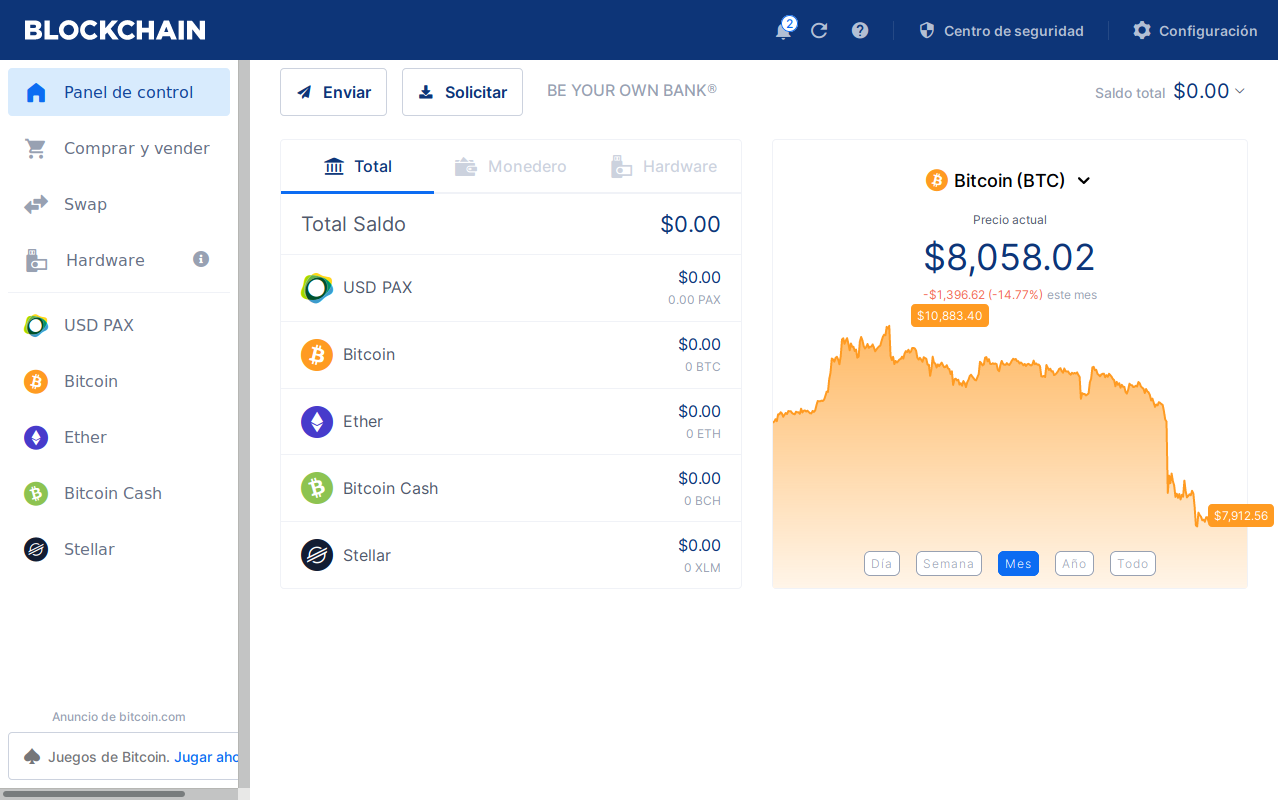 BLOCKCHAIN
2
Centro de seguridad
Configuración
Panel de control
Comprar y vender
Swap
Hardware
USD PAX
Bitcoin
Ether
Bitcoin Cash
Stellar
Anuncio de bitcoin.com
Juegos de Bitcoin. Jugar aho
Enviar
Solicitar
BE YOUR OWN BANK®
Saldo total $0.00
Total
Monedero
Hardware
Total Saldo $0.00
USD PAX $0.00
0.00 PAX
Bitcoin $0.00
0 BTC
Ether $0.00
0 ETH
Bitcoin Cash $0.00
0 BCH
Stellar $0.00
0 XLM
Bitcoin (BTC)
Precio actual
$8,058.02
-$1,396.62 (-14.77%) este mes
$10,883.40
$7,912.56
Día
Semana
Mes
Año
Todo